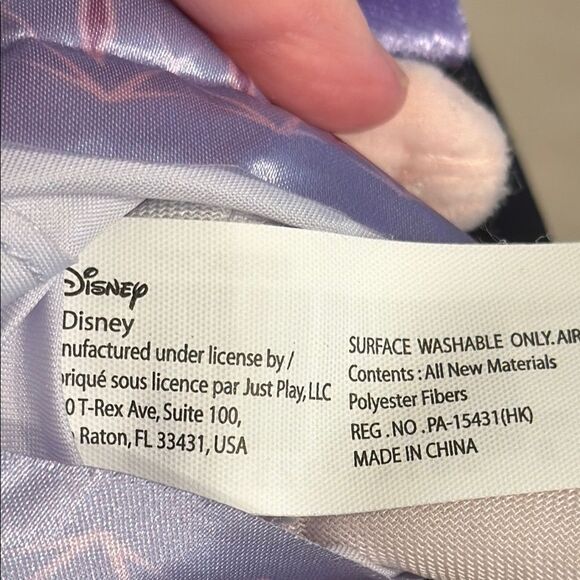 Disney
Disney
nufactured under license by /
riqué sous licence par Just Play, LLC
0 T-Rex Ave, Suite 100,
Raton, FL 33431, USA
SURFACE WASHABLE ONLY.AIR
Contents : All New Materials
Polyester Fibers
REG . NO . PA-15431(HK)
MADE IN CHINA